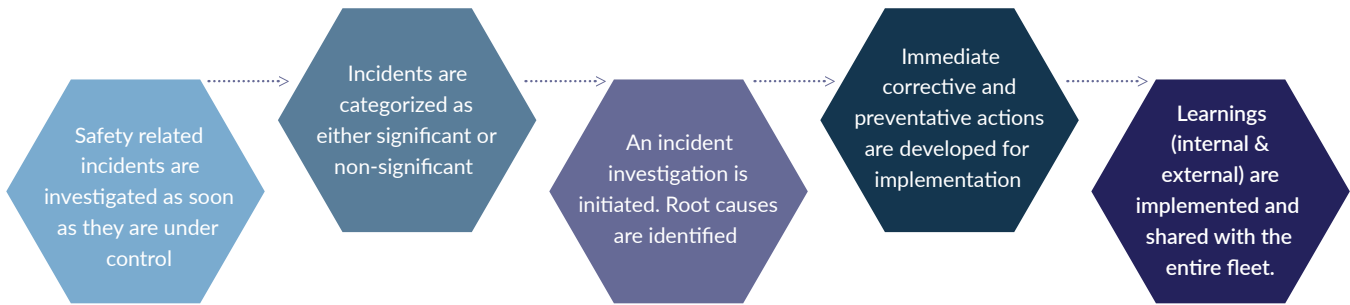 Safety related
incidents are
investigated as soon
as they are under
control
Incidents are
categorized as
either significant or
non-significant
An incident
investigation is
initiated. Root causes
are identified
Immediate
corrective and
preventative actions
are developed for
implementation
Learnings
(internal &
external) are
implemented and
shared with the
entire fleet.